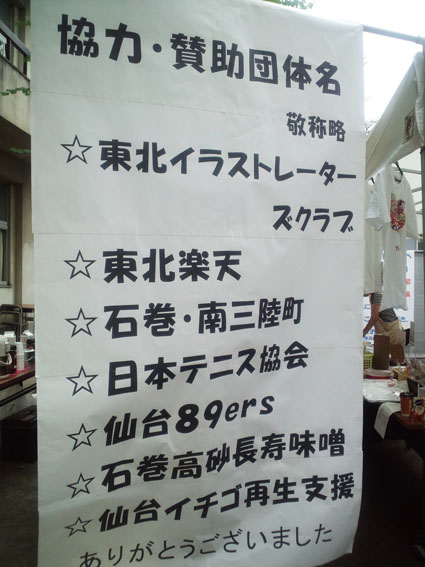 協力・賛助団体名
敬称略
☆東北イラストレーター
ズクラブ
☆東北楽天
☆石巻・南三陸町
☆日本テニス協会
☆仙台89ers
☆石巻高砂長寿味噌
☆仙台イチゴ再生支援
ありがとうございました